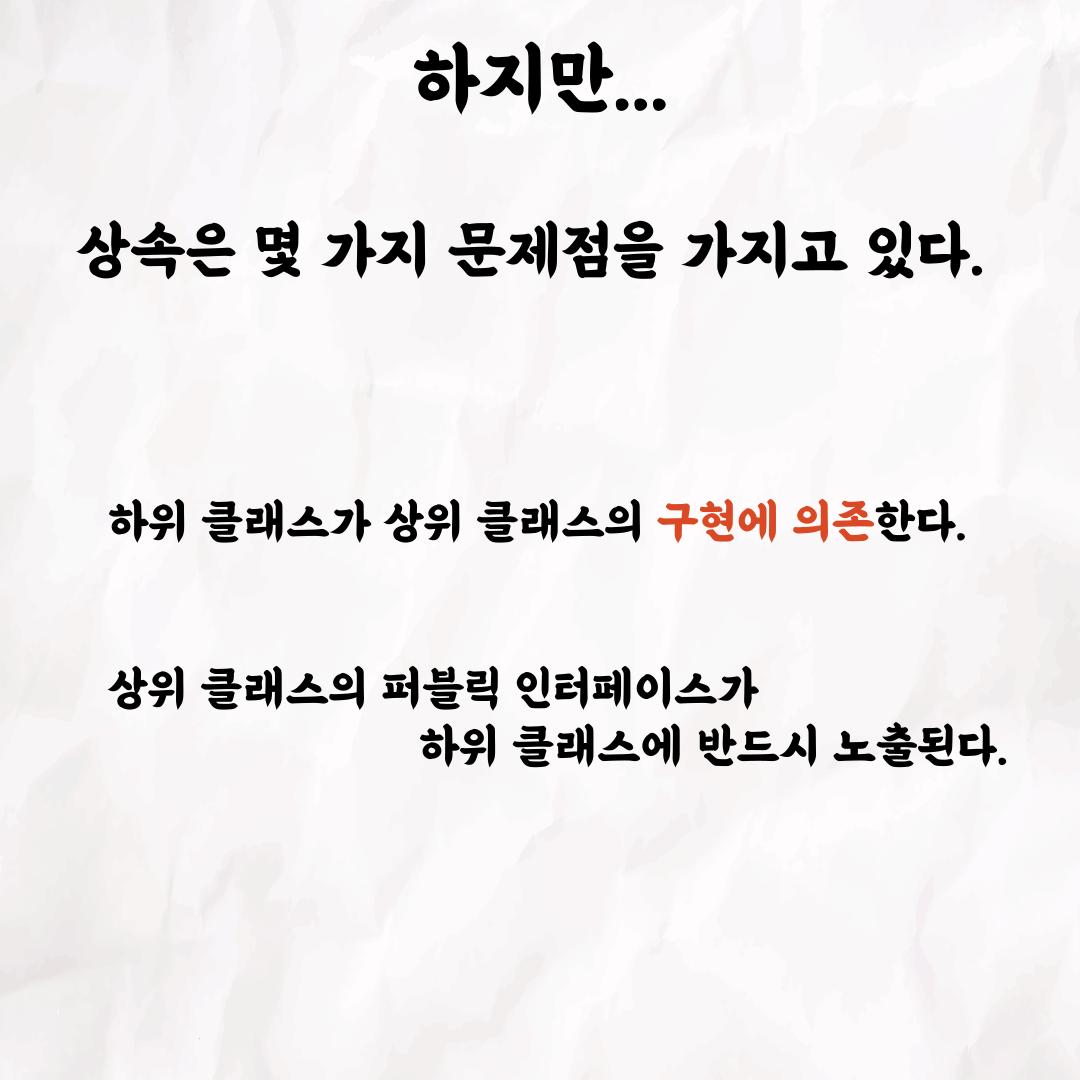 하지만...
상속은 몇 가지 문제점을 가지고 있다.
하위 클래스가 상위 클래스의 구현에 의존한다.
상위 클래스의 퍼블릭 인터페이스가
하위 클래스에 반드시 노출된다.